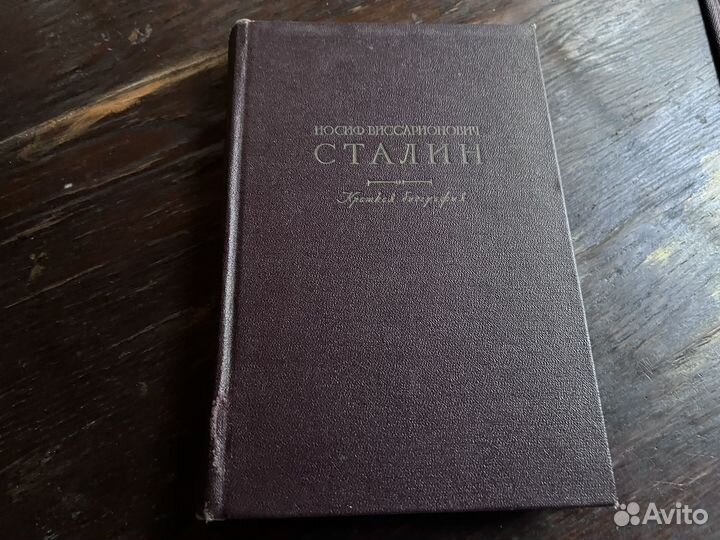 ИОСИФ ВИССАРИОНОВИЧ
СТАЛИН
Краткая биография
Avito